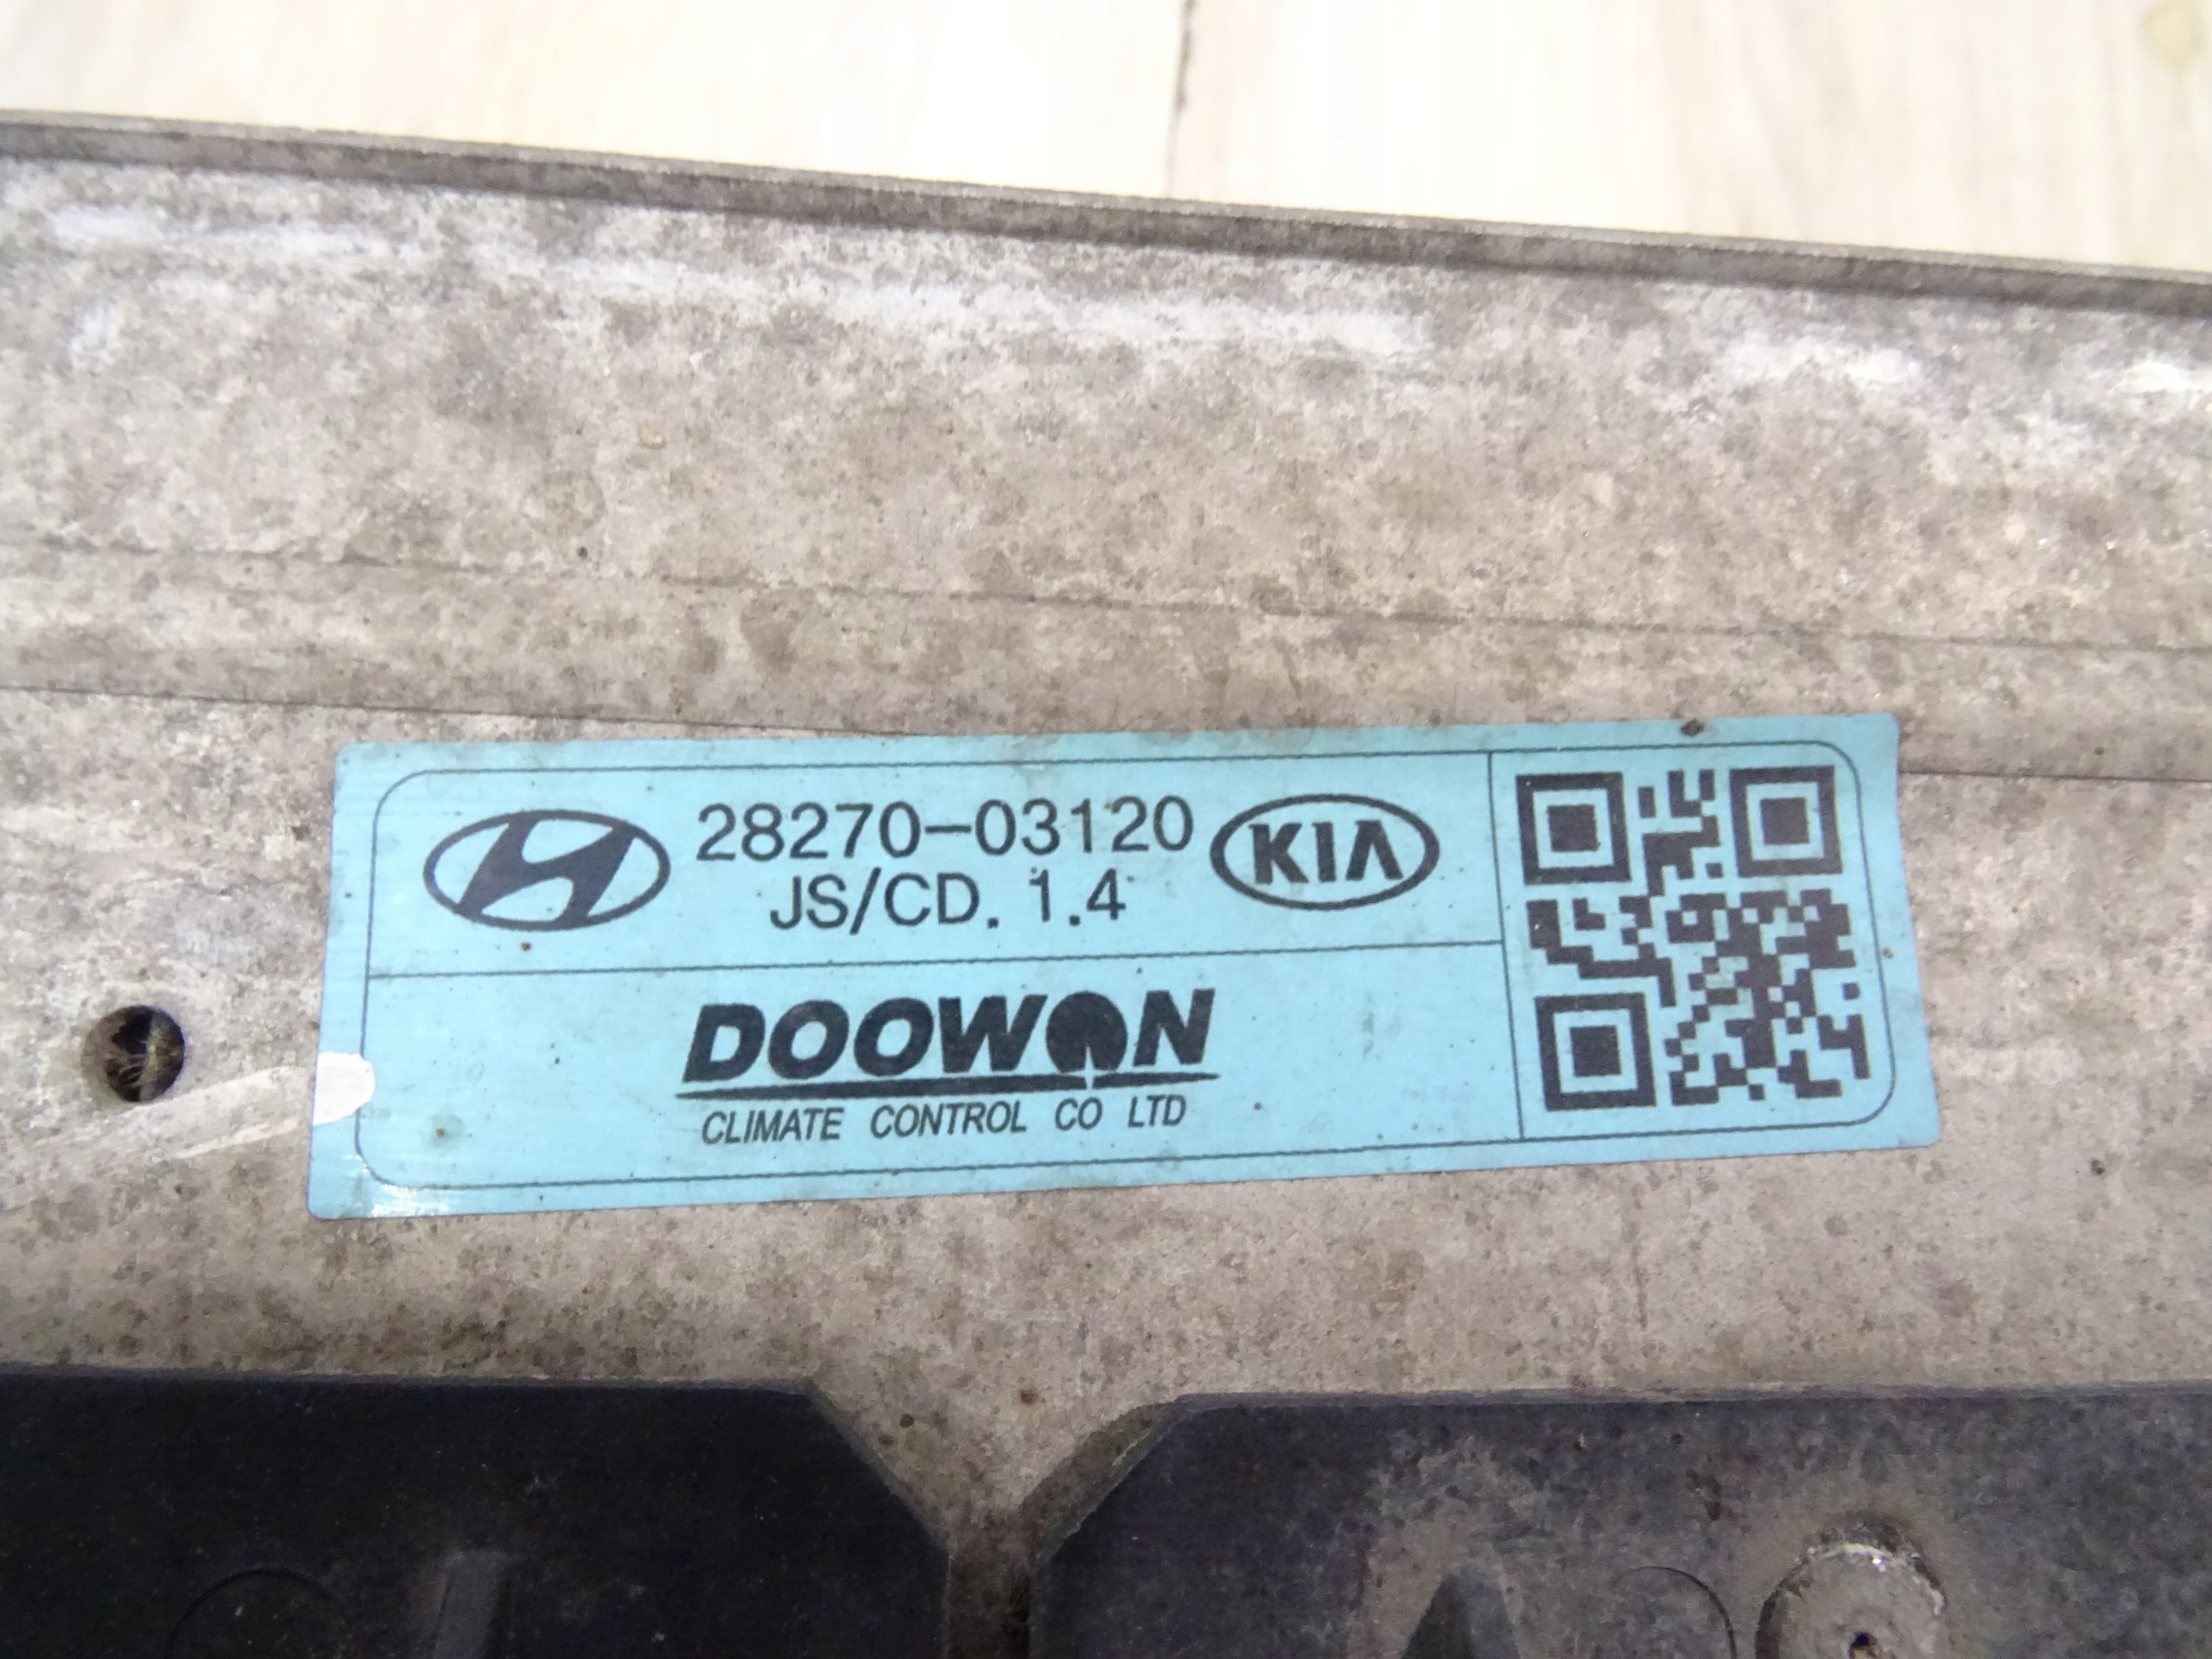 28270-03120
KIA
JS/CD. 1.4
DOOWON
CLIMATE CONTROL CO LTD